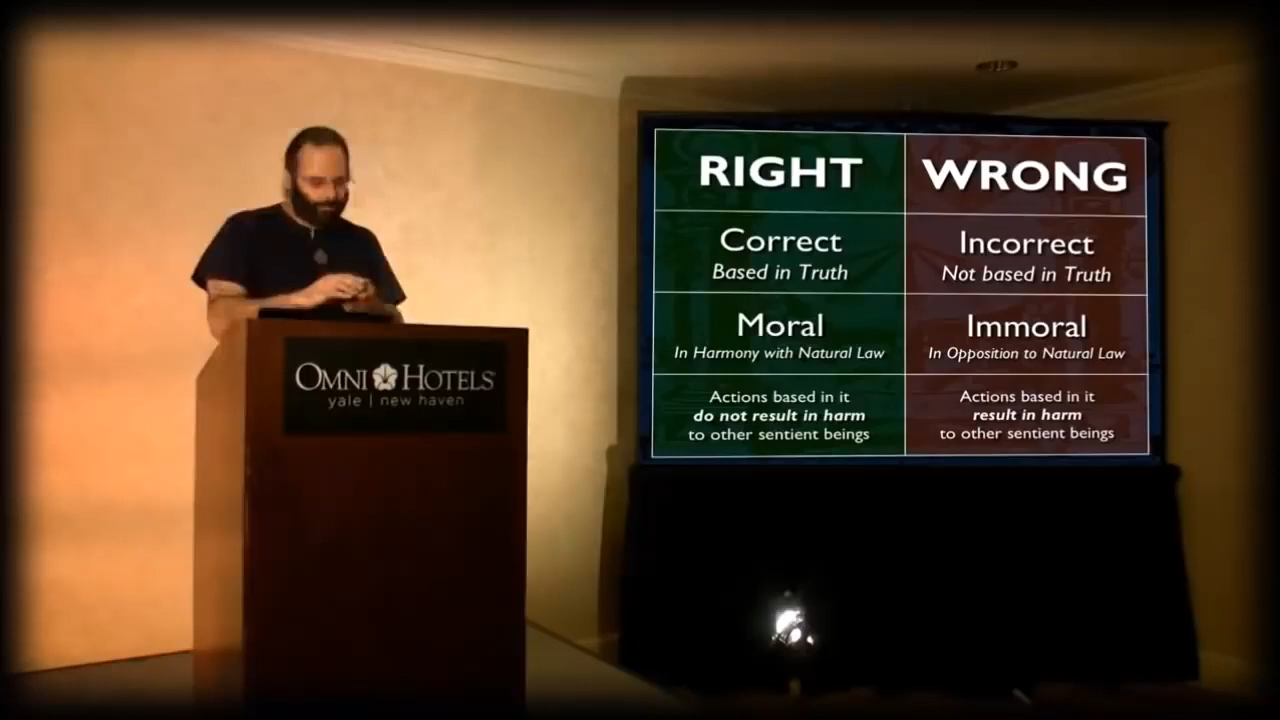 OMNI HOTELS
yale | new haven
RIGHT
WRONG
Correct
Based in Truth
Incorrect
Not based in Truth
Moral
In Harmony with Natural Law
Immoral
In Opposition to Natural Law
Actions based in it
do not result in harm
to other sentient beings
Actions based in it
result in harm
to other sentient beings